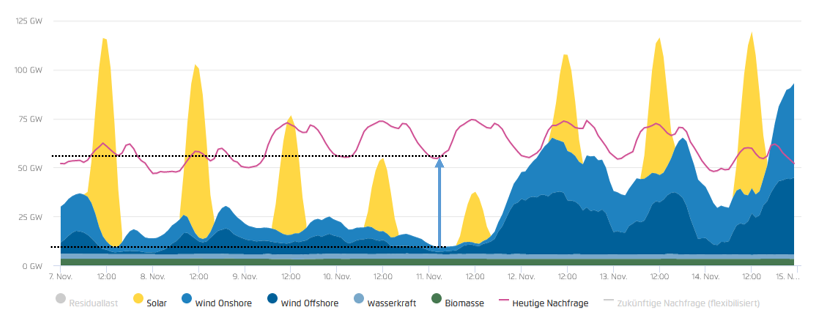 125 GW
100 GW
75 GW
50 GW
25 GW
0 GW
7. Nov. 12:00 8. Nov. 12:00 9. Nov. 12:00 10. Nov. 12:00 11. Nov. 12:00 12. Nov. 12:00 13. Nov. 12:00 14. Nov. 12:00 15. N...
Residuallast Solar Wind Onshore Wind Offshore Wasserkraft Biomasse Heutige Nachfrage Zukünftige Nachfrage (flexibilisiert)